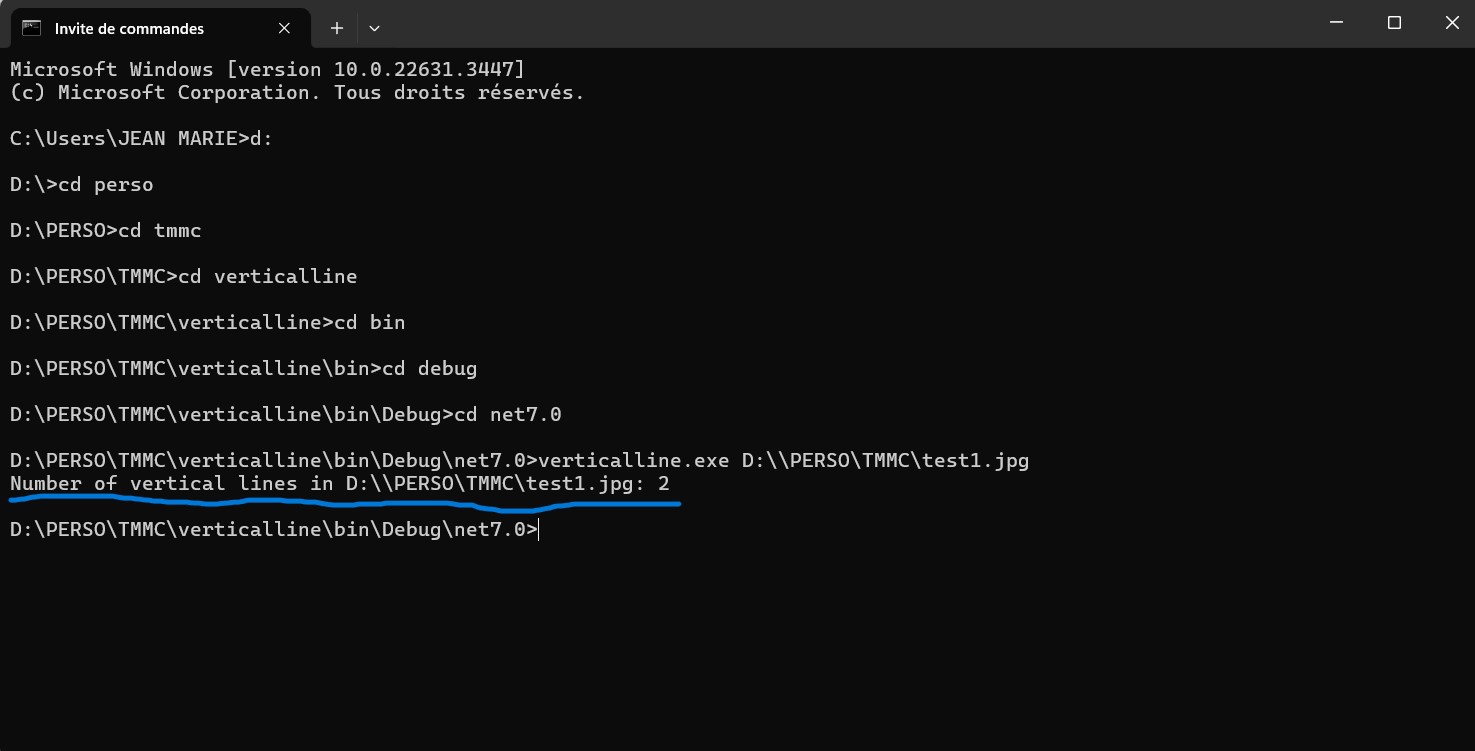 Invite de commandes
Microsoft Windows [version 10.0.22631.3447]
(c) Microsoft Corporation. Tous droits réservés.
C:\Users\JEAN MARIE>d:
D:\>cd perso
D:\PERSO>cd tmmc
D:\PERSO\TMMC>cd verticalline
D:\PERSO\TMMC\verticalline>cd bin
D:\PERSO\TMMC\verticalline\bin>cd debug
D:\PERSO\TMMC\verticalline\bin\Debug>cd net7.0
D:\PERSO\TMMC\verticalline\bin\Debug\net7.0>verticalline.exe D:\\PERSO\TMMC\test1.jpg
Number of vertical lines in D:\\PERSO\TMMC\test1.jpg: 2
D:\PERSO\TMMC\verticalline\bin\Debug\net7.0>